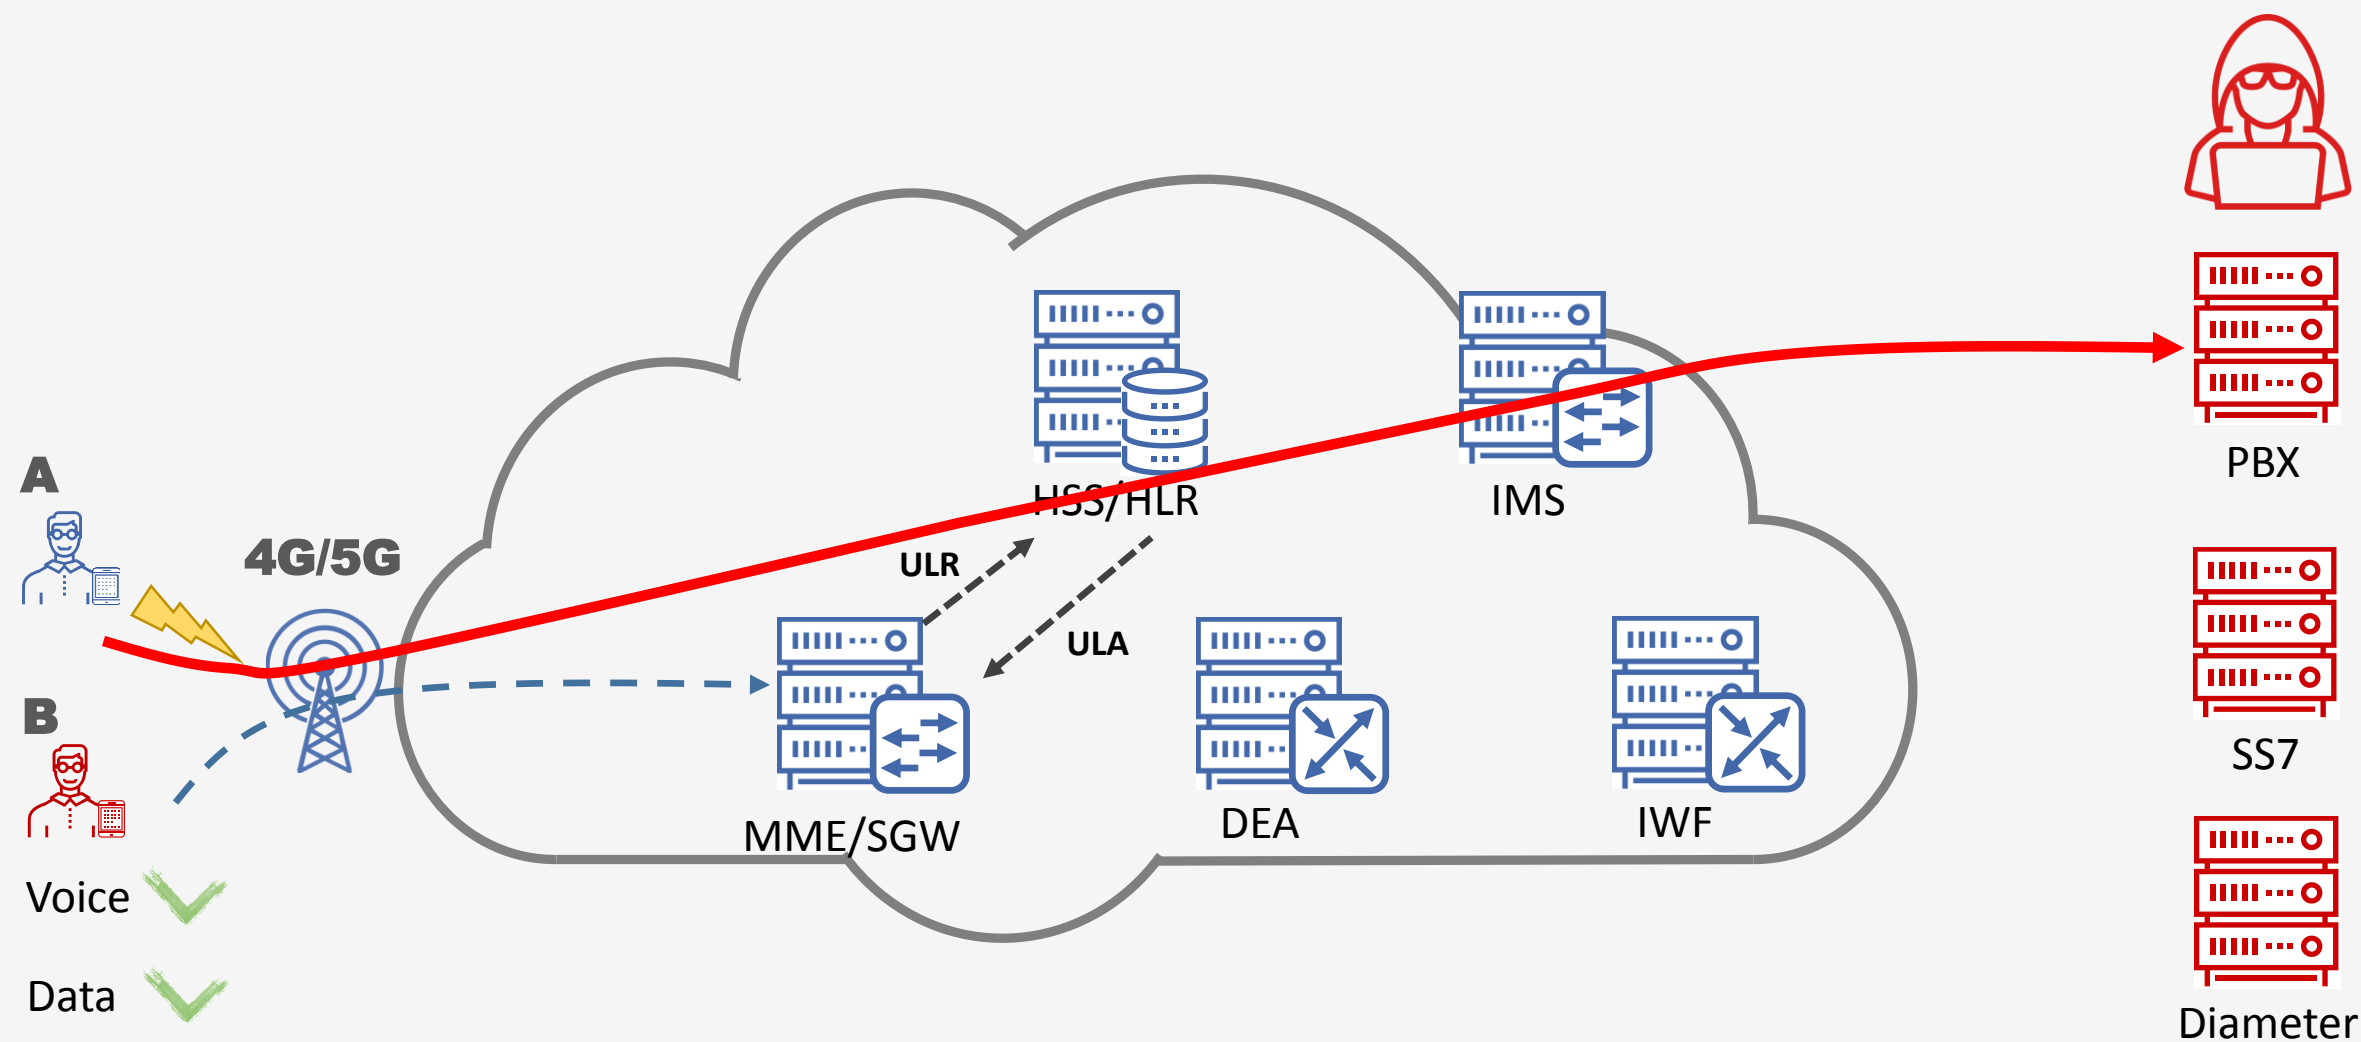 A
4G/5G
B
Voice
Data
HSS/HLR
IMS
ULR
ULA
MME/SGW
DEA
IWF
PBX
SS7
Diameter